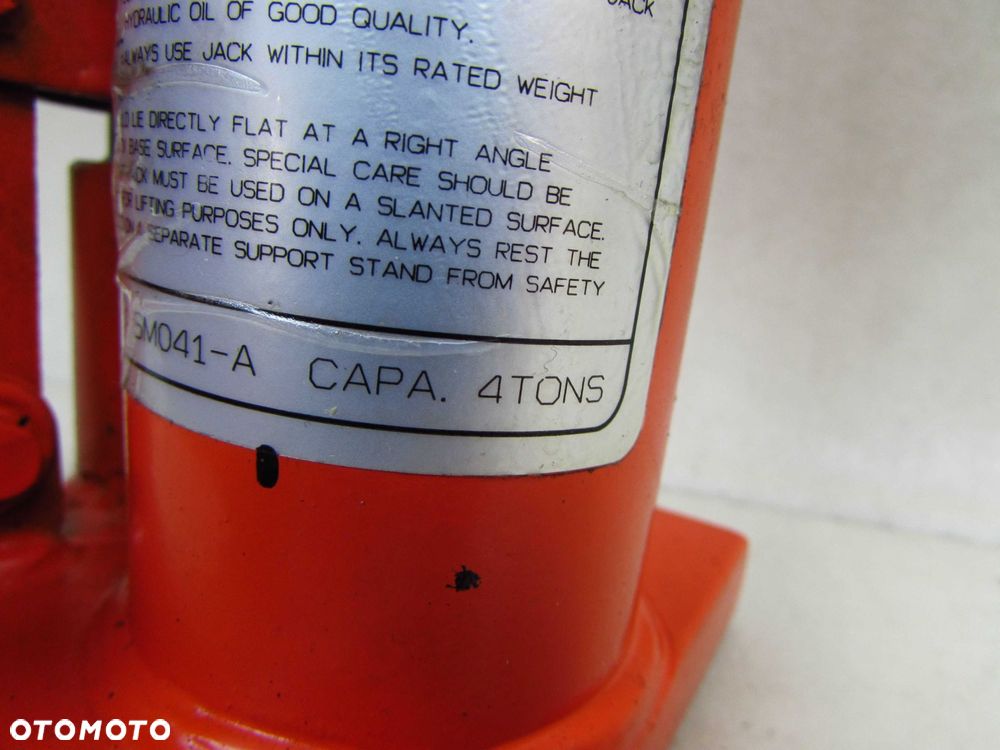 JACK
HYDRAULIC OIL OF GOOD QUALITY.
ALWAYS USE JACK WITHIN ITS RATED WEIGHT
DIRECTLY FLAT AT A RIGHT ANGLE
BASE SURFACE. SPECIAL CARE SHOULD BE
MUST BE USED ON A SLANTED SURFACE.
LIFTING PURPOSES ONLY. ALWAYS REST THE
SEPARATE SUPPORT STAND FROM SAFETY
SM041-A CAPA. 4TONS
OTOMOTO